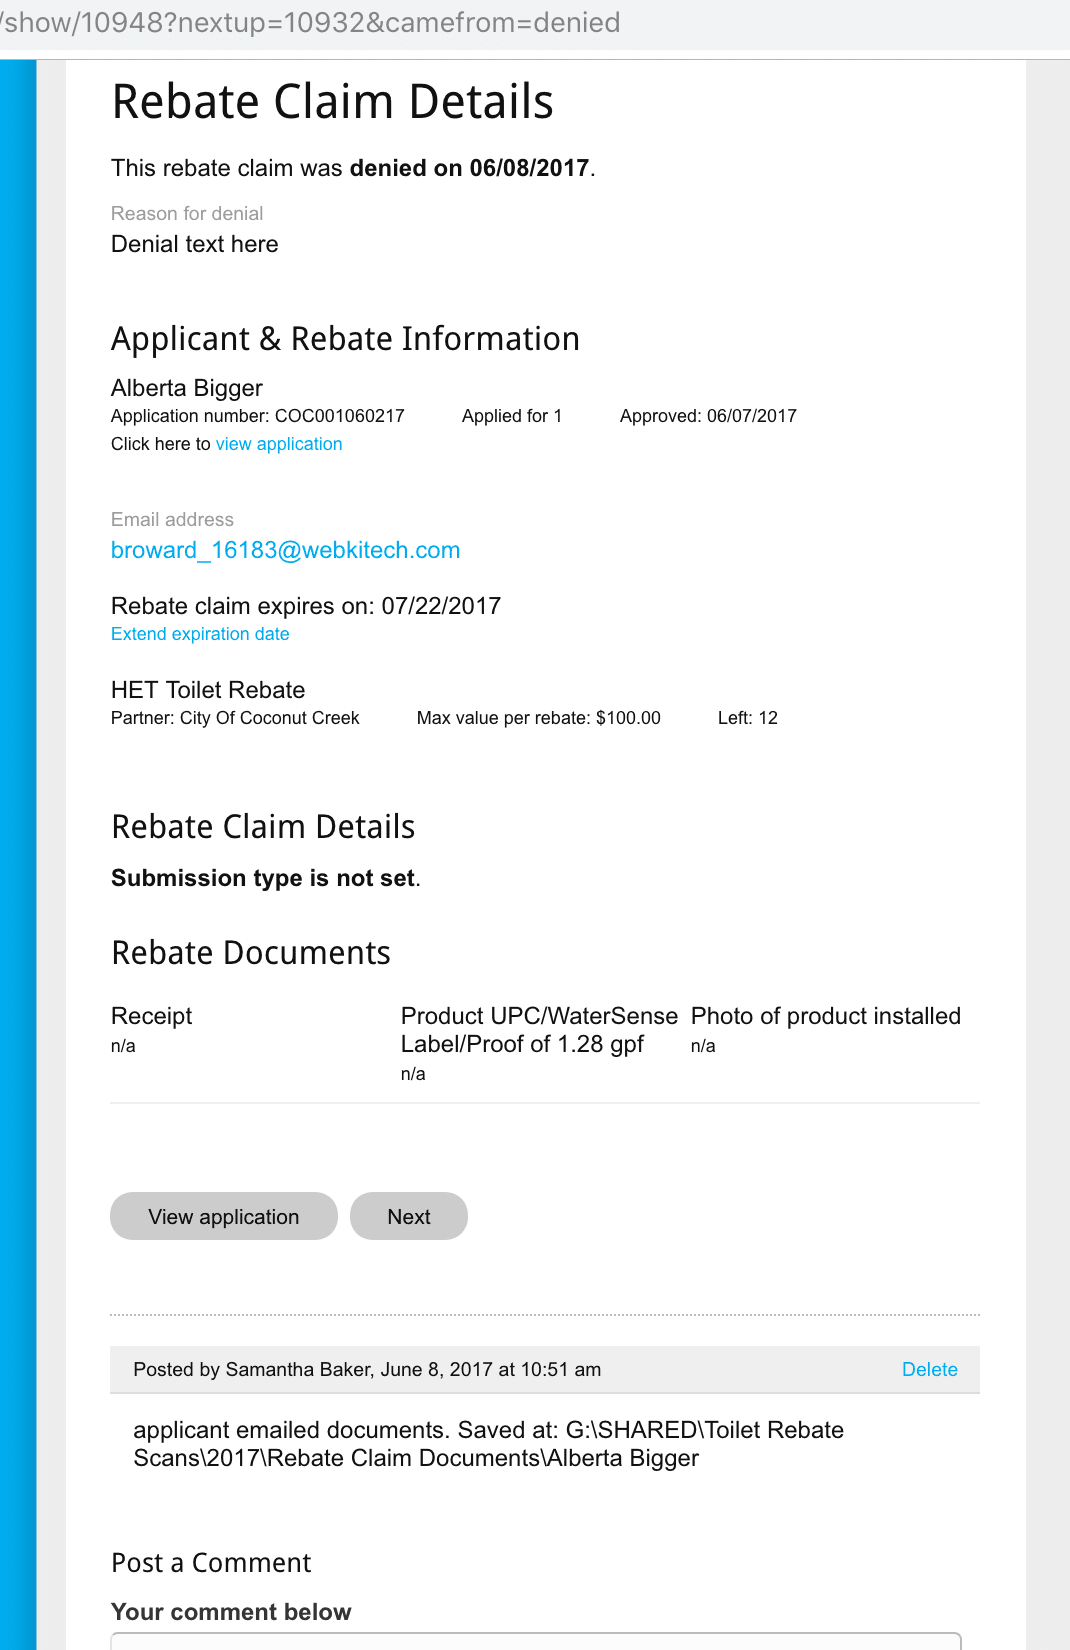 /show/10948?nextup=10932&camefrom=denied
Rebate Claim Details
This rebate claim was denied on 06/08/2017.
Reason for denial
Denial text here
Applicant & Rebate Information
Alberta Bigger
Application number: COC001060217 Applied for 1 Approved: 06/07/2017
Click here to view application
Email address
broward_16183@webkitech.com
Rebate claim expires on: 07/22/2017
Extend expiration date
HET Toilet Rebate
Partner: City Of Coconut Creek Max value per rebate: $100.00 Left: 12
Rebate Claim Details
Submission type is not set.
Rebate Documents
Receipt
n/a
Product UPC/WaterSense
Label/Proof of 1.28 gpf
n/a
Photo of product installed
n/a
View application
Next
Posted by Samantha Baker, June 8, 2017 at 10:51 am
Delete
applicant emailed documents. Saved at: G:\SHARED\Toilet Rebate
Scans\2017\Rebate Claim Documents\Alberta Bigger
Post a Comment
Your comment below